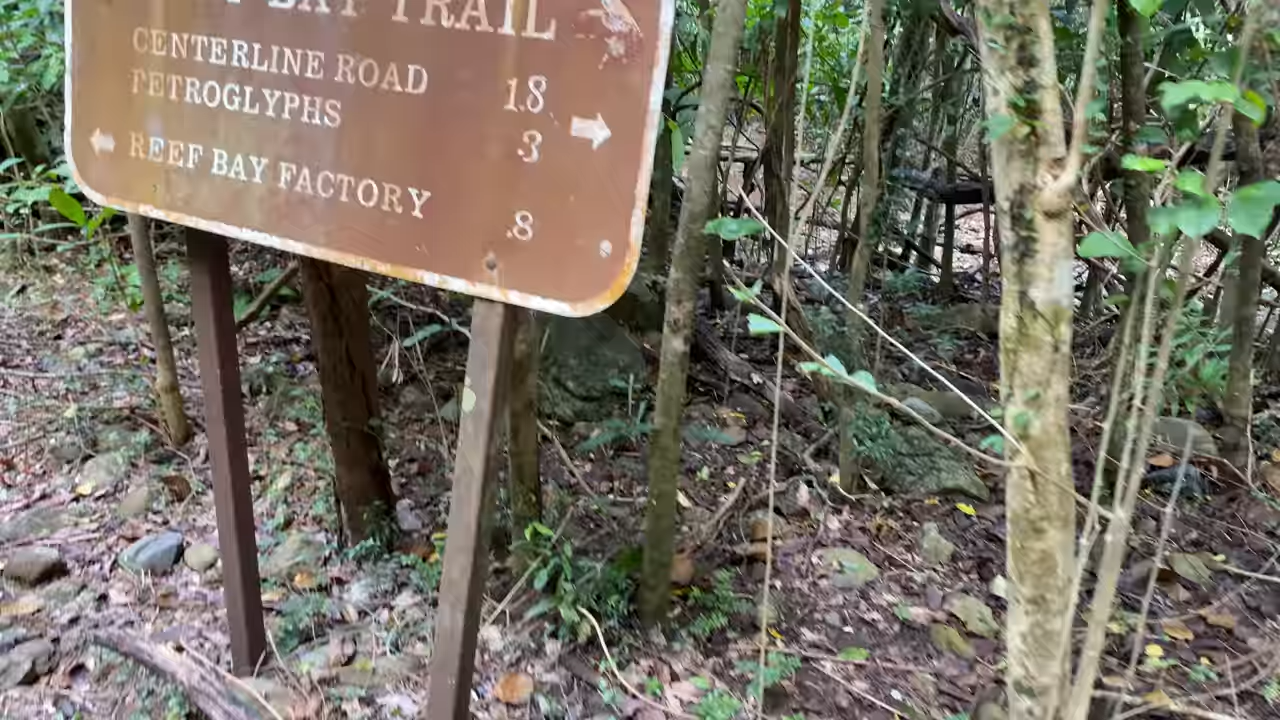 BAY TRAIL
CENTERLINE ROAD 1.8
PETROGLYPHS 3
REEF BAY FACTORY .8